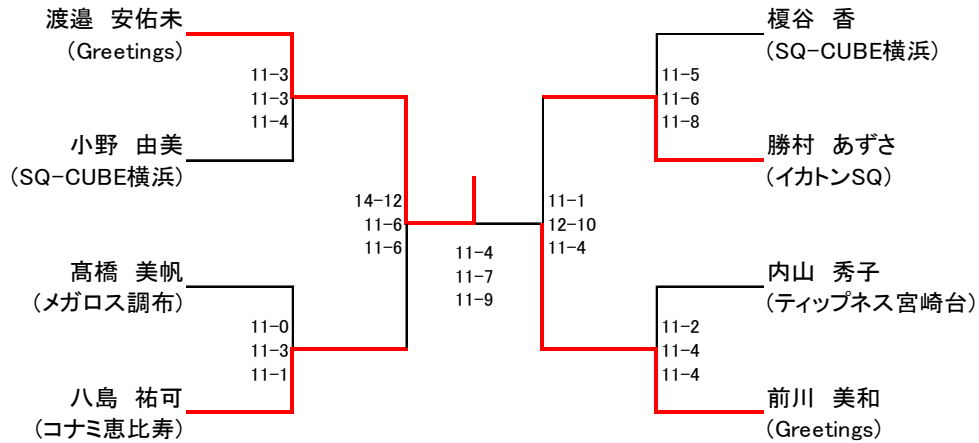 渡邉 安佑未
(Greetings)
11-3
11-3
11-4
小野 由美
(SQ-CUBE横浜)
14-12
11-6
11-6
髙橋 美帆
(メガロス調布)
11-0
11-3
11-1
八島 祐可
(コナミ恵比寿)
11-4
11-7
11-9
榎谷 香
(SQ-CUBE横浜)
11-5
11-6
11-8
勝村 あずさ
(イカトンSQ)
11-1
12-10
11-4
内山 秀子
(ティップネス宮崎台)
11-2
11-4
11-4
前川 美和
(Greetings)